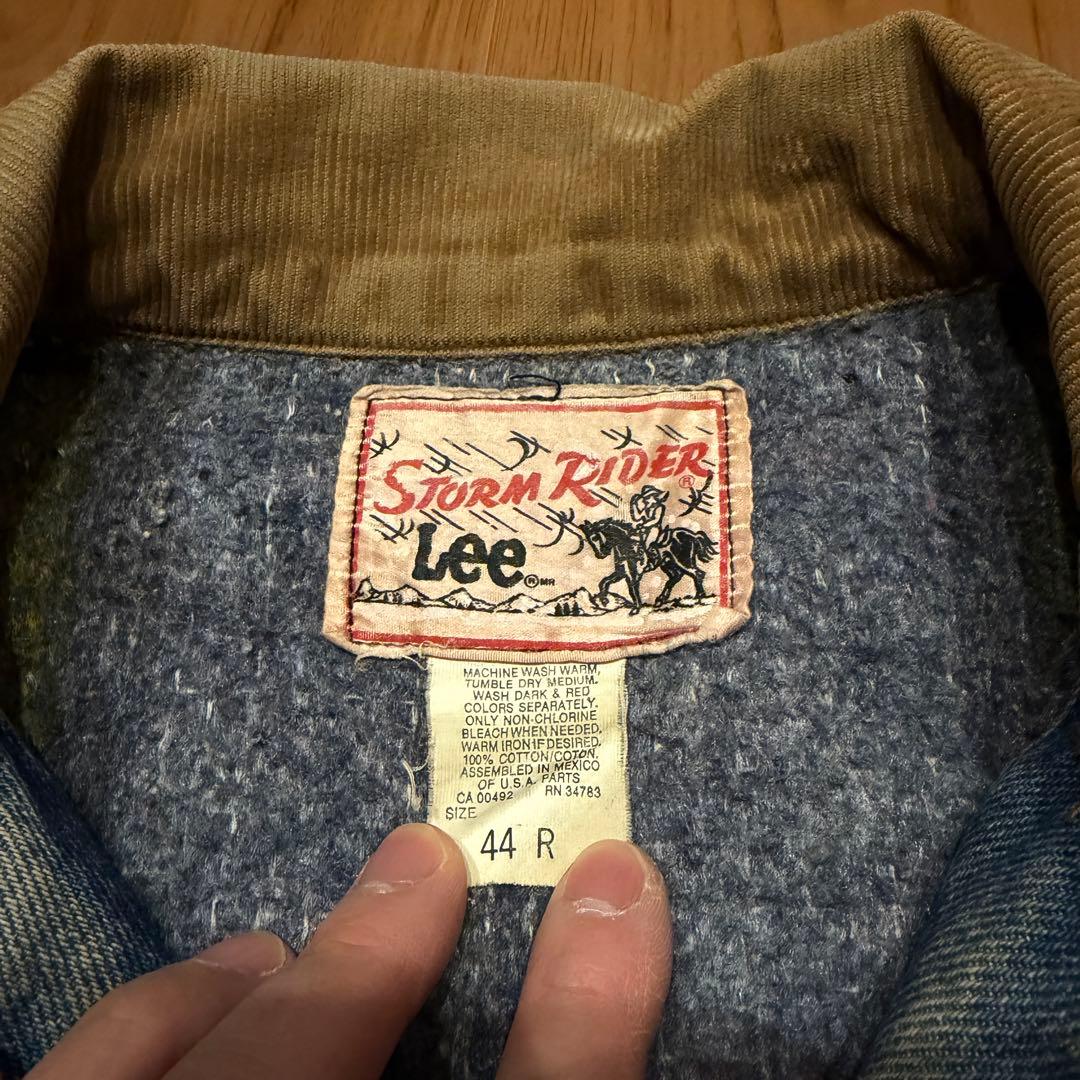 STORM RIDER ®
Lee ® MR
MACHINE WASH WARM,
TUMBLE DRY MEDIUM.
WASH DARK & RED
COLORS SEPARATELY.
ONLY NON-CHLORINE
BLEACH WHEN NEEDED.
WARM IRON IF DESIRED.
100% COTTON/COTON.
ASSEMBLED IN MEXICO
OF U.S.A. PARTS
CA 00492 RN 34783
SIZE
44 R